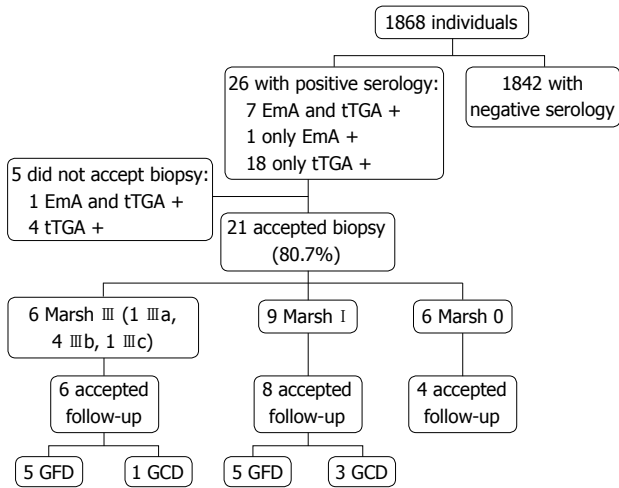 1868 individuals
26 with positive serology:
7 EmA and tTGA +
1 only EmA +
18 only tTGA +
1842 with
negative serology
5 did not accept biopsy:
1 EmA and tTGA +
4 tTGA +
21 accepted biopsy
(80.7%)
6 Marsh Ⅲ (1 Ⅲa,
4 Ⅲb, 1 Ⅲc)
9 Marsh Ⅰ
6 Marsh 0
6 accepted
follow-up
8 accepted
follow-up
4 accepted
follow-up
5 GFD
1 GCD
5 GFD
3 GCD